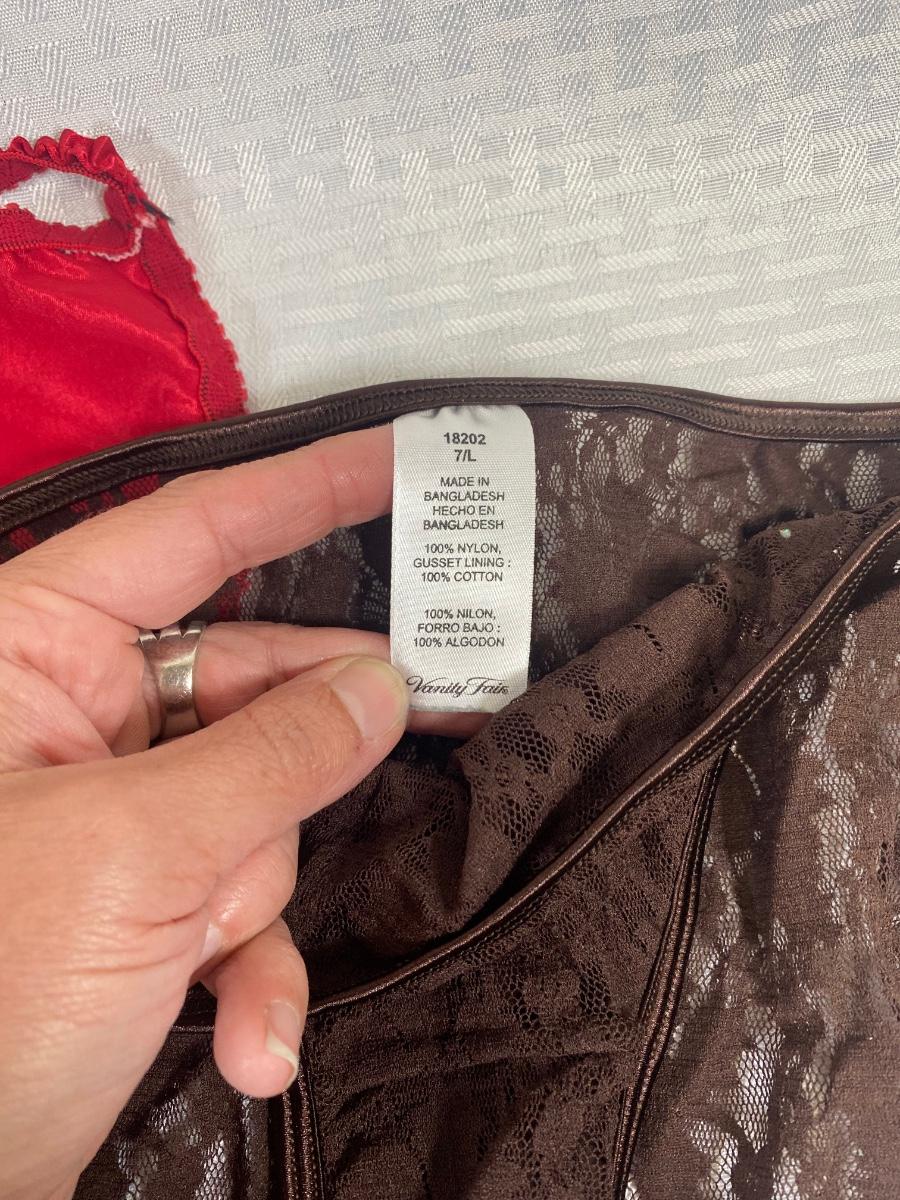 18202
7/L
MADE IN
BANGLADESH
HECHO EN
BANGLADESH
100% NYLON,
GUSSET LINING :
100% COTTON
100% NILON,
FORRO BAJO :
100% ALGODON
Vanity Fair